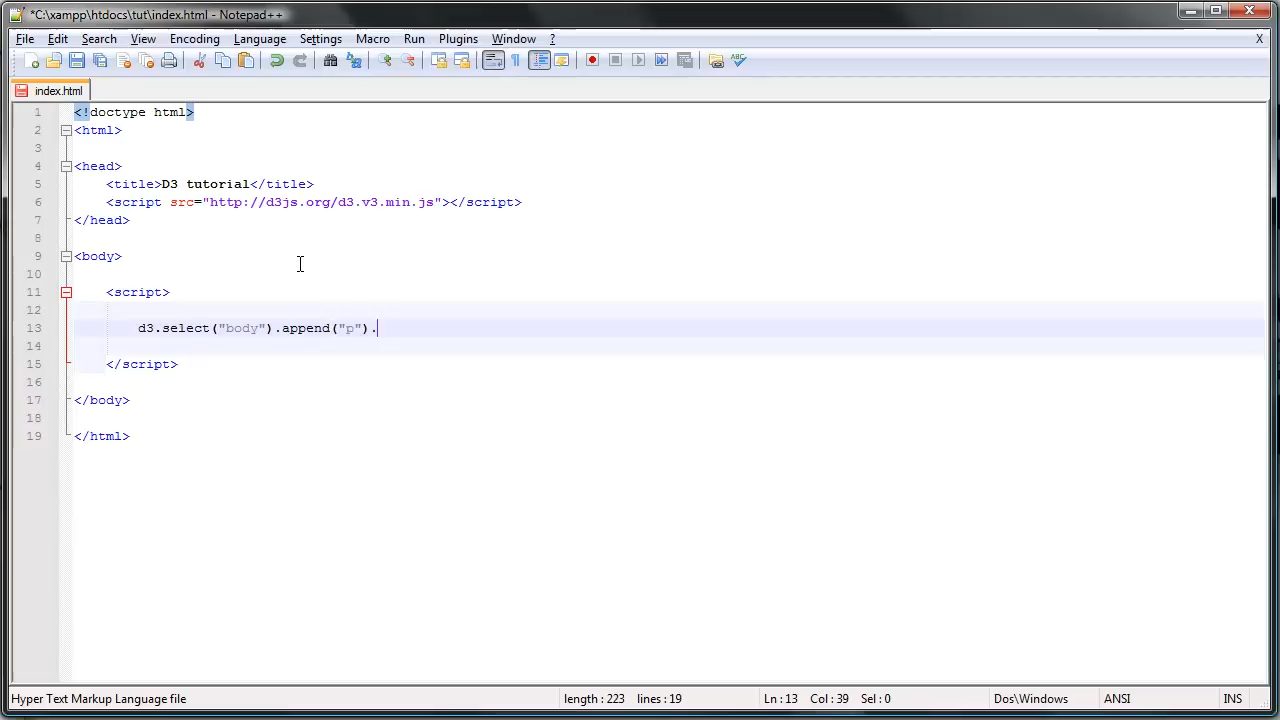 *C:\xampp\htdocs\tut\index.html - Notepad++
File Edit Search View Encoding Language Settings Macro Run Plugins Window ? X
index.html
1 <!doctype html>
2 <html>
3
4 <head>
5 <title>D3 tutorial</title>
6 <script src="http://d3js.org/d3.v3.min.js"></script>
7 </head>
8
9 <body>
10
11 <script>
12
13 d3.select("body").append("p").
14
15 </script>
16
17 </body>
18
19 </html>
Hyper Text Markup Language file length : 223 lines : 19 Ln : 13 Col : 39 Sel : 0 Dos\Windows ANSI INS